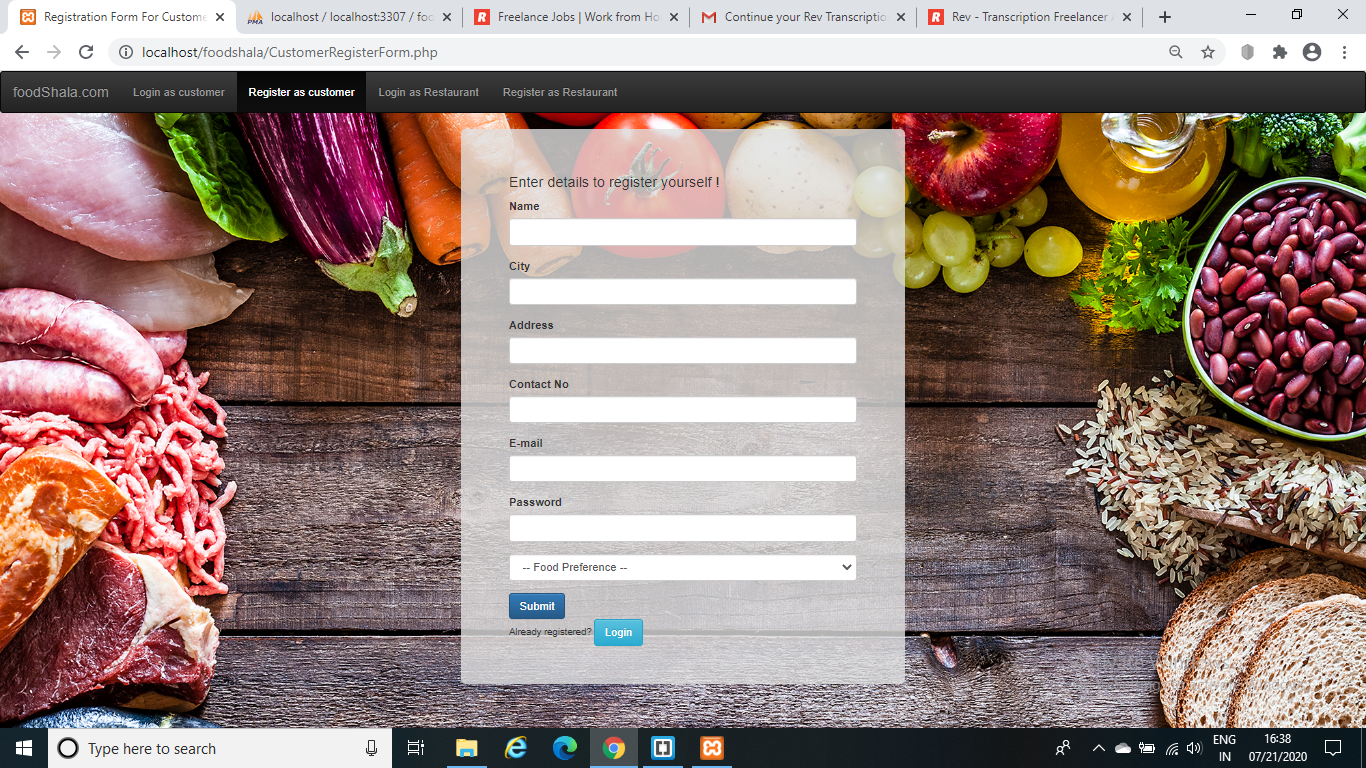 Registration Form For Custome
localhost / localhost:3307 / foo
Freelance Jobs | Work from Ho
Continue your Rev Transcriptio
Rev - Transcription Freelancer A
localhost/foodshala/CustomerRegisterForm.php
foodShala.com Login as customer Register as customer Login as Restaurant Register as Restaurant
Enter details to register yourself !
Name
City
Address
Contact No
E-mail
Password
-- Food Preference --
Submit
Already registered? Login
Type here to search
ENG
IN
16:38
07/21/2020